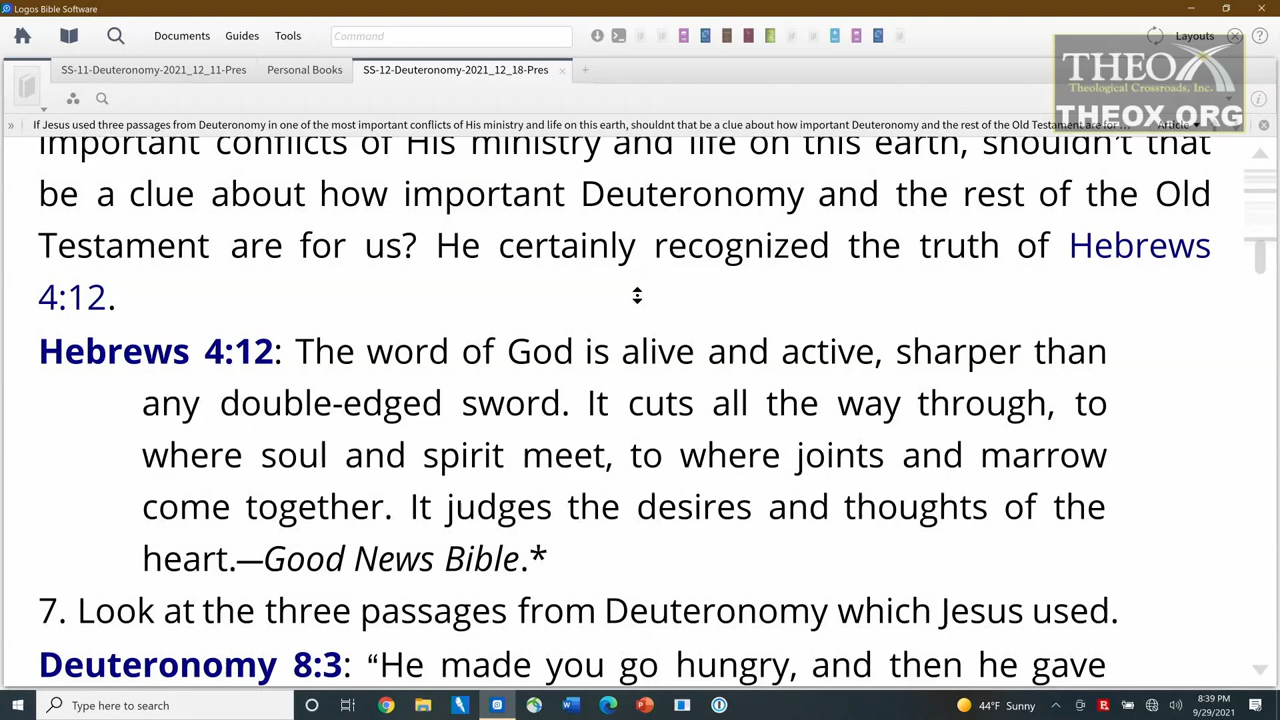 Logos Bible Software
Documents Guides Tools Command Layouts
THEOX
Theological Crossroads, Inc.
THEOX.ORG
SS-11-Deuteronomy-2021_12_11-Pres Personal Books SS-12-Deuteronomy-2021_12_18-Pres
If Jesus used three passages from Deuteronomy in one of the most important conflicts of His ministry and life on this earth, shouldnt that be a clue about how important Deuteronomy and the rest of the Old Testament are for ... Article
important conflicts of His ministry and life on this earth, shouldn't that
be a clue about how important Deuteronomy and the rest of the Old
Testament are for us? He certainly recognized the truth of Hebrews
4:12.
Hebrews 4:12: The word of God is alive and active, sharper than
any double-edged sword. It cuts all the way through, to
where soul and spirit meet, to where joints and marrow
come together. It judges the desires and thoughts of the
heart.—Good News Bible.*
7. Look at the three passages from Deuteronomy which Jesus used.
Deuteronomy 8:3: “He made you go hungry, and then he gave
Type here to search
44°F Sunny
8:39 PM
9/29/2021